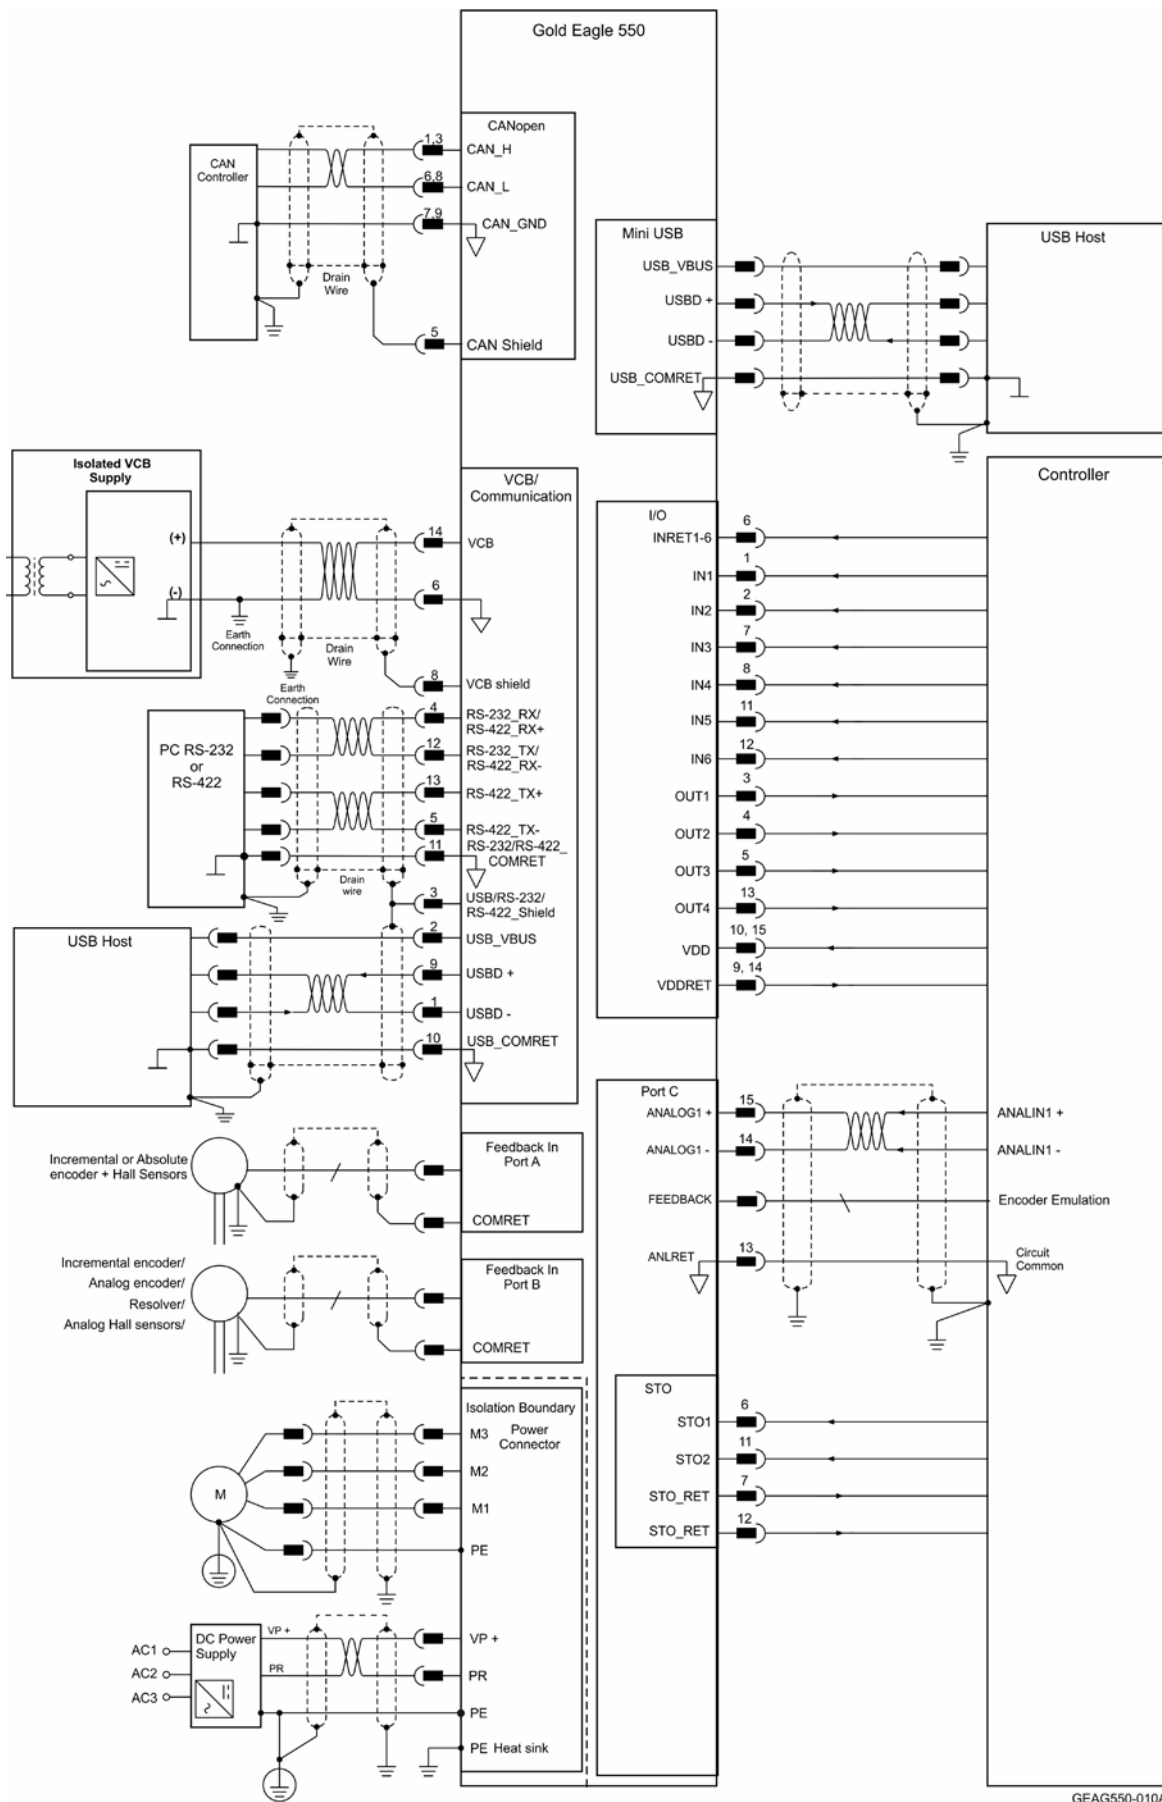 Gold Eagle 550
CANopen
CAN
Controller
1,3
CAN_H
6,8
CAN_L
7,9
CAN_GND
Drain
Wire
5
CAN Shield
Mini USB
USB Host
USB_VBUS
USBD +
USBD -
USB_COMRET
Isolated VCB
Supply
(+)
(-)
Earth
Connection
Drain
Wire
Earth
Connection
VCB/
Communication
14
VCB
6
8
VCB shield
PC RS-232
or
RS-422
4
RS-232_RX/
RS-422_RX+
12
RS-232_TX/
RS-422_RX-
13
RS-422_TX+
5
RS-422_TX-
11
RS-232/RS-422_
COMRET
Drain
wire
3
USB/RS-232/
RS-422_Shield
USB Host
2
USB_VBUS
9
USBD +
1
USBD -
10
USB_COMRET
Controller
I/O
INRET1-6
6
IN1
1
IN2
2
IN3
7
IN4
8
IN5
11
IN6
12
OUT1
3
OUT2
4
OUT3
5
OUT4
13
VDD
10, 15
VDDRET
9, 14
Port C
ANALOG1 +
15
ANALIN1 +
ANALOG1 -
14
ANALIN1 -
FEEDBACK
Encoder Emulation
ANLRET
13
Circuit
Common
Incremental or Absolute
encoder + Hall Sensors
Feedback In
Port A
COMRET
Incremental encoder/
Analog encoder/
Resolver/
Analog Hall sensors/
Feedback In
Port B
COMRET
Isolation Boundary
Power
Connector
M
M3
M2
M1
PE
STO
STO1
6
STO2
11
STO_RET
7
STO_RET
12
AC1
AC2
AC3
DC Power
Supply
VP +
PR
VP +
PR
PE
PE Heat sink
GEAG550-010A